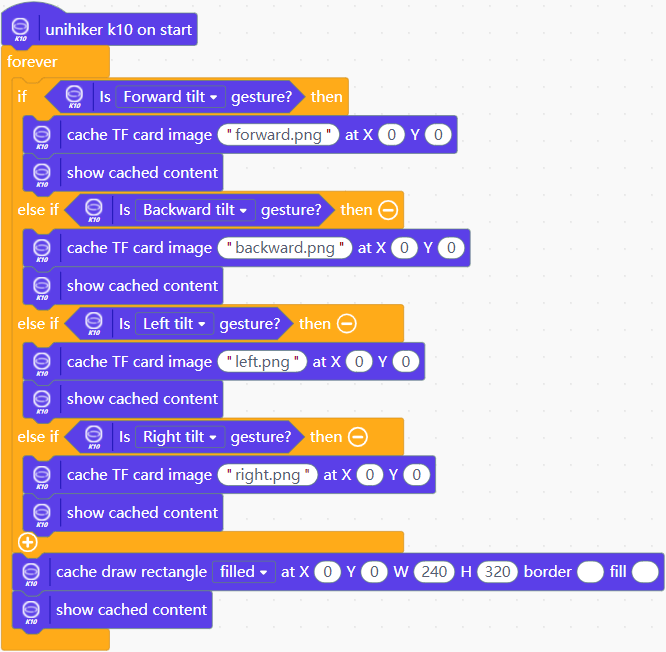 K10 unihiker k10 on start
forever
if K10 Is Forward tilt gesture? then
K10 cache TF card image "forward.png" at X 0 Y 0
K10 show cached content
else if K10 Is Backward tilt gesture? then
K10 cache TF card image "backward.png" at X 0 Y 0
K10 show cached content
else if K10 Is Left tilt gesture? then
K10 cache TF card image "left.png" at X 0 Y 0
K10 show cached content
else if K10 Is Right tilt gesture? then
K10 cache TF card image "right.png" at X 0 Y 0
K10 show cached content
K10 cache draw rectangle filled at X 0 Y 0 W 240 H 320 border fill
K10 show cached content